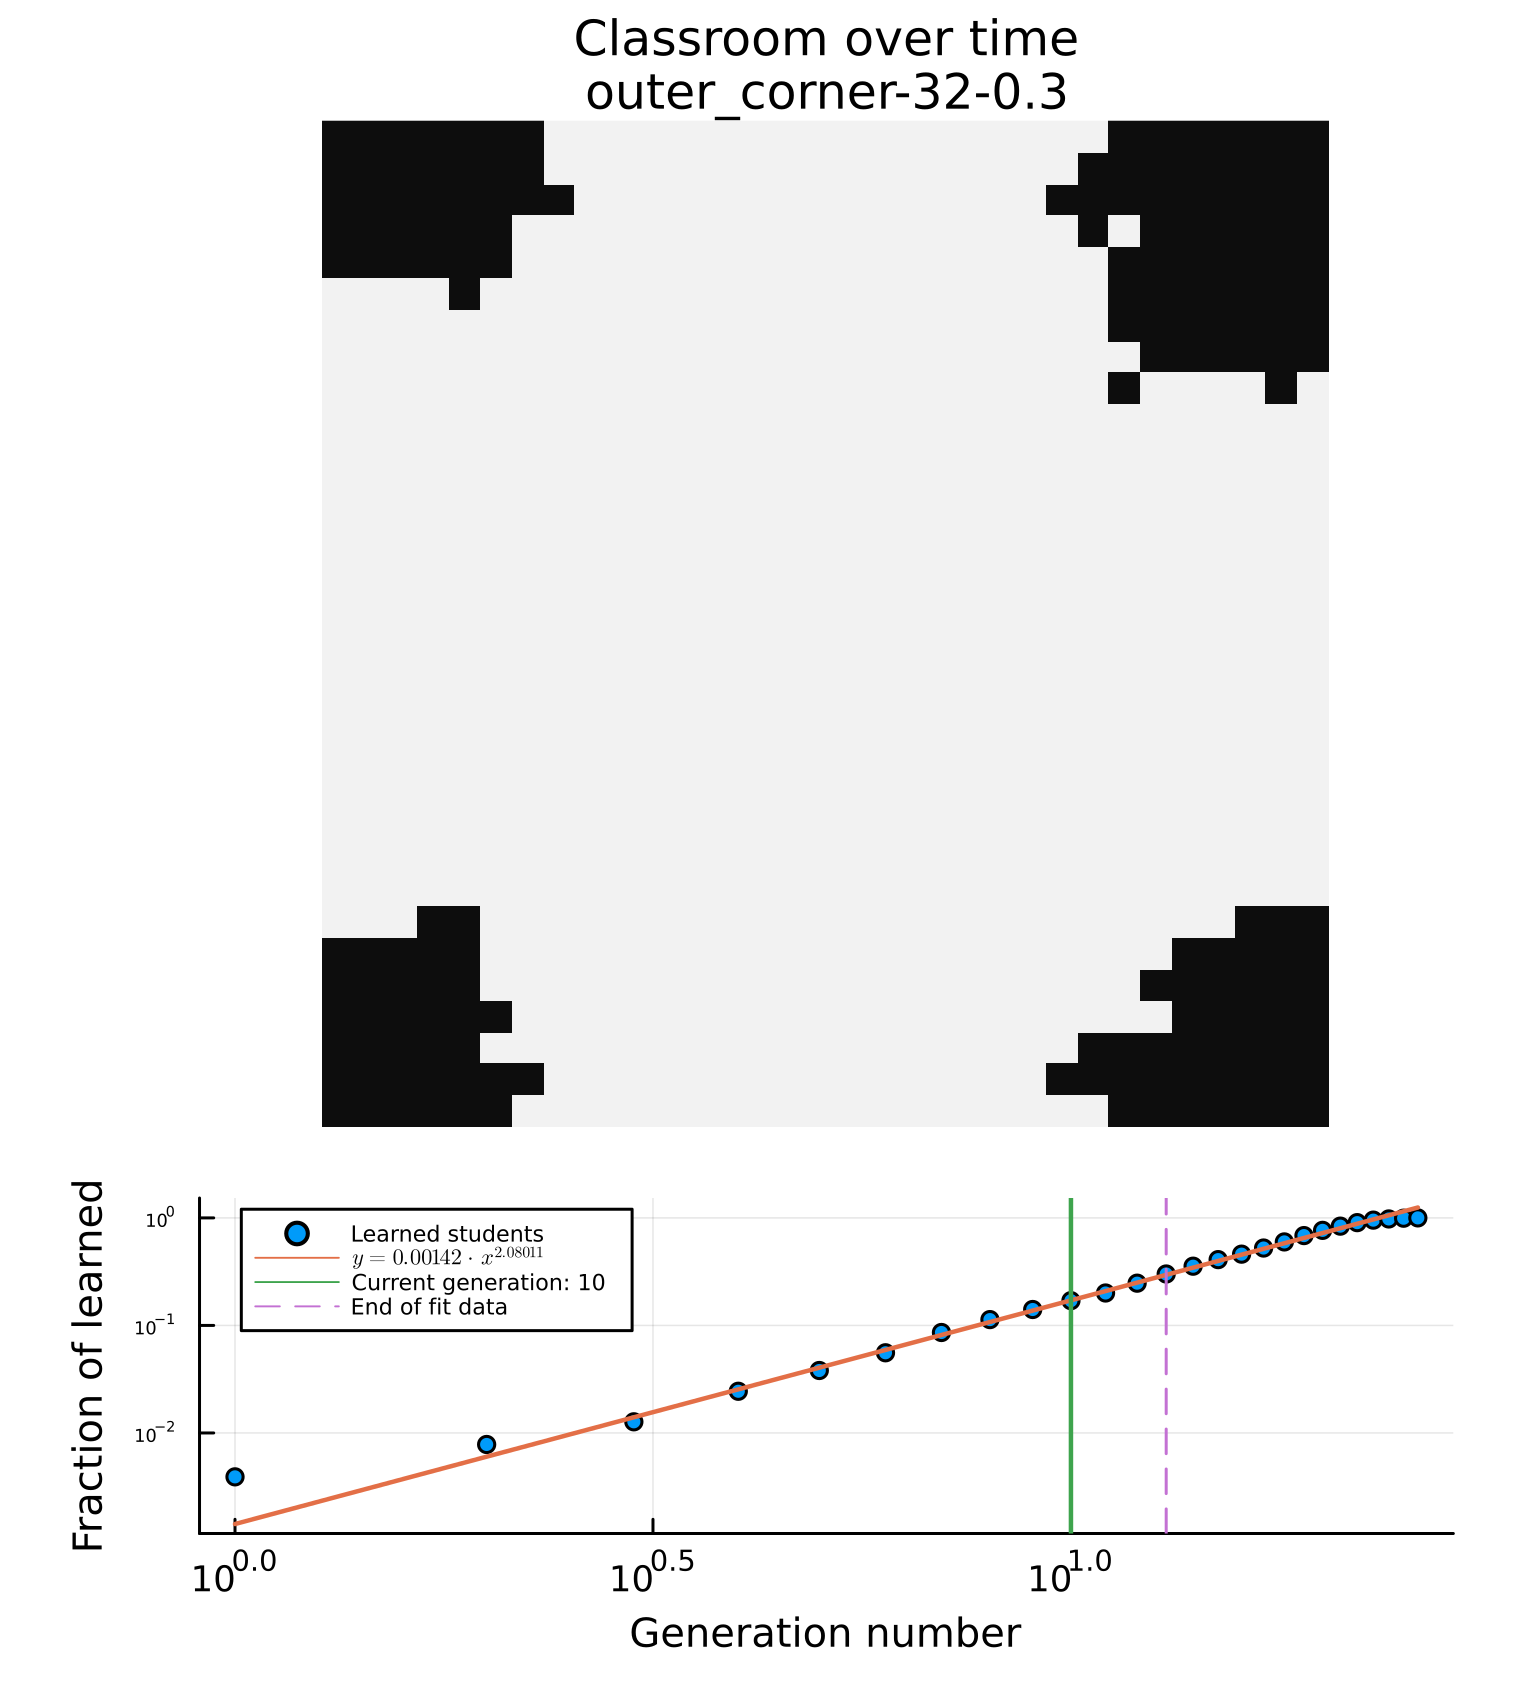 Classroom over time
outer_corner-32-0.3
Fraction of learned
10⁰
10⁻¹
10⁻²
Learned students
y = 0.00142 · x^2.08011
Current generation: 10
End of fit data
10^0.0 10^0.5 10^1.0
Generation number